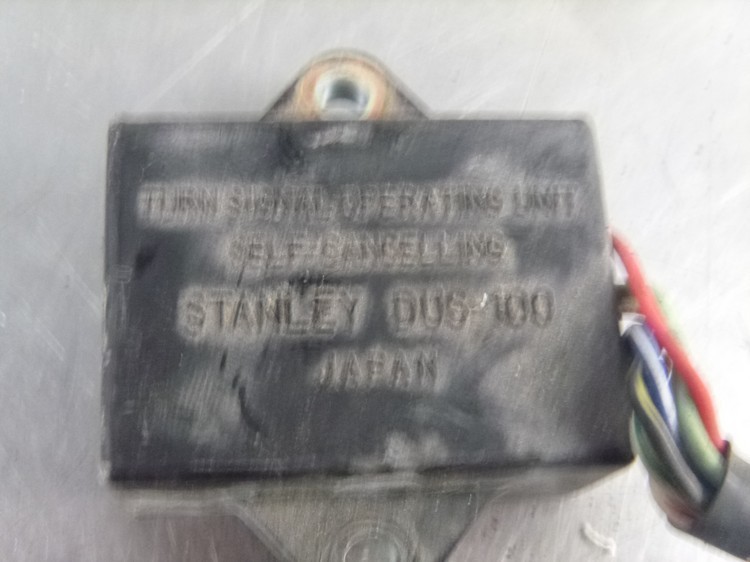 TURN SIGNAL OPERATING UNIT
SELF CANCELLING
STANLEY DUS-100
JAPAN